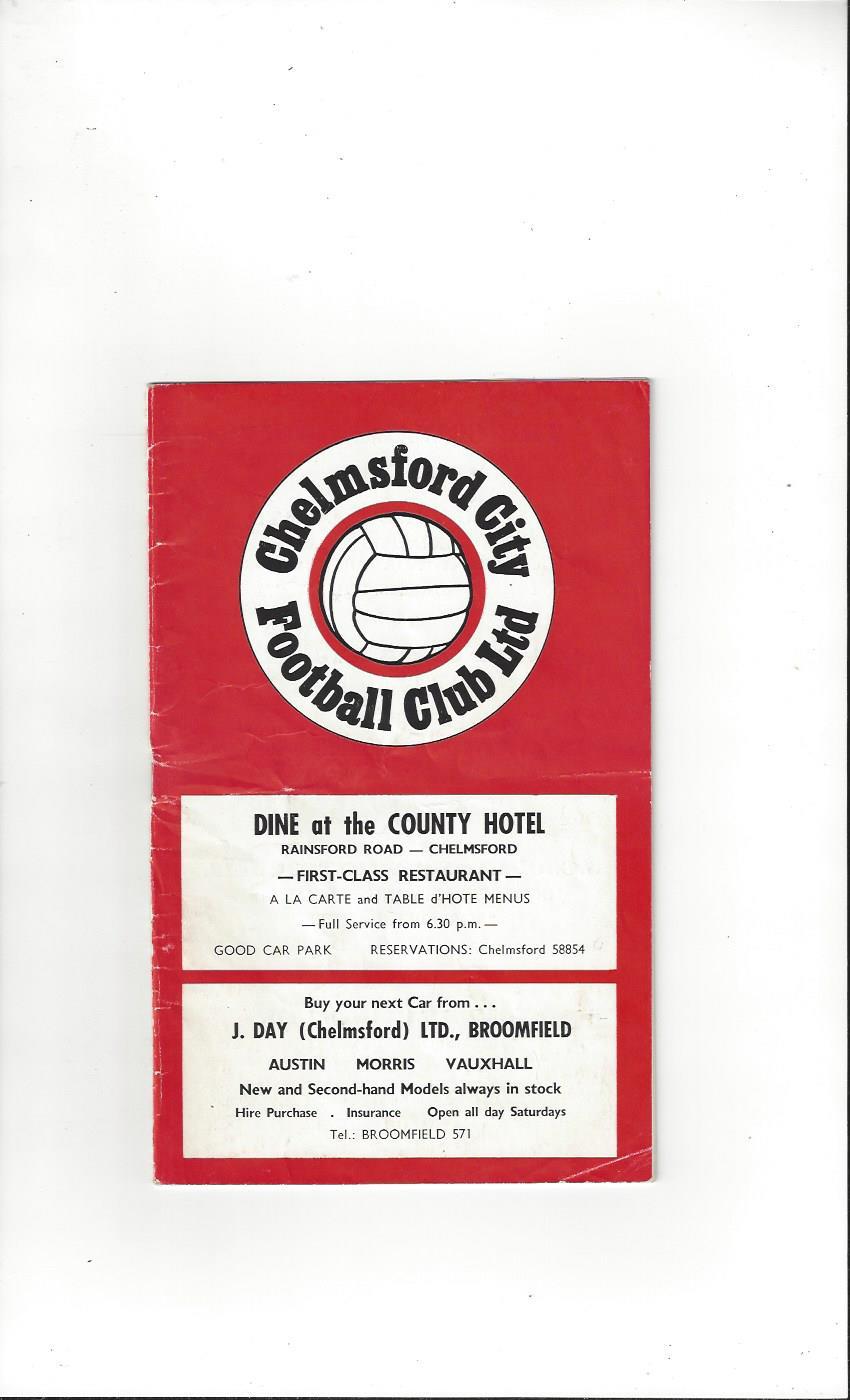 Chelmsford City
Football Club Ltd
DINE at the COUNTY HOTEL
RAINSFORD ROAD — CHELMSFORD
— FIRST-CLASS RESTAURANT —
A LA CARTE and TABLE d'HOTE MENUS
— Full Service from 6.30 p.m. —
GOOD CAR PARK RESERVATIONS: Chelmsford 58854
Buy your next Car from . . .
J. DAY (Chelmsford) LTD., BROOMFIELD
AUSTIN MORRIS VAUXHALL
New and Second-hand Models always in stock
Hire Purchase . Insurance Open all day Saturdays
Tel.: BROOMFIELD 571